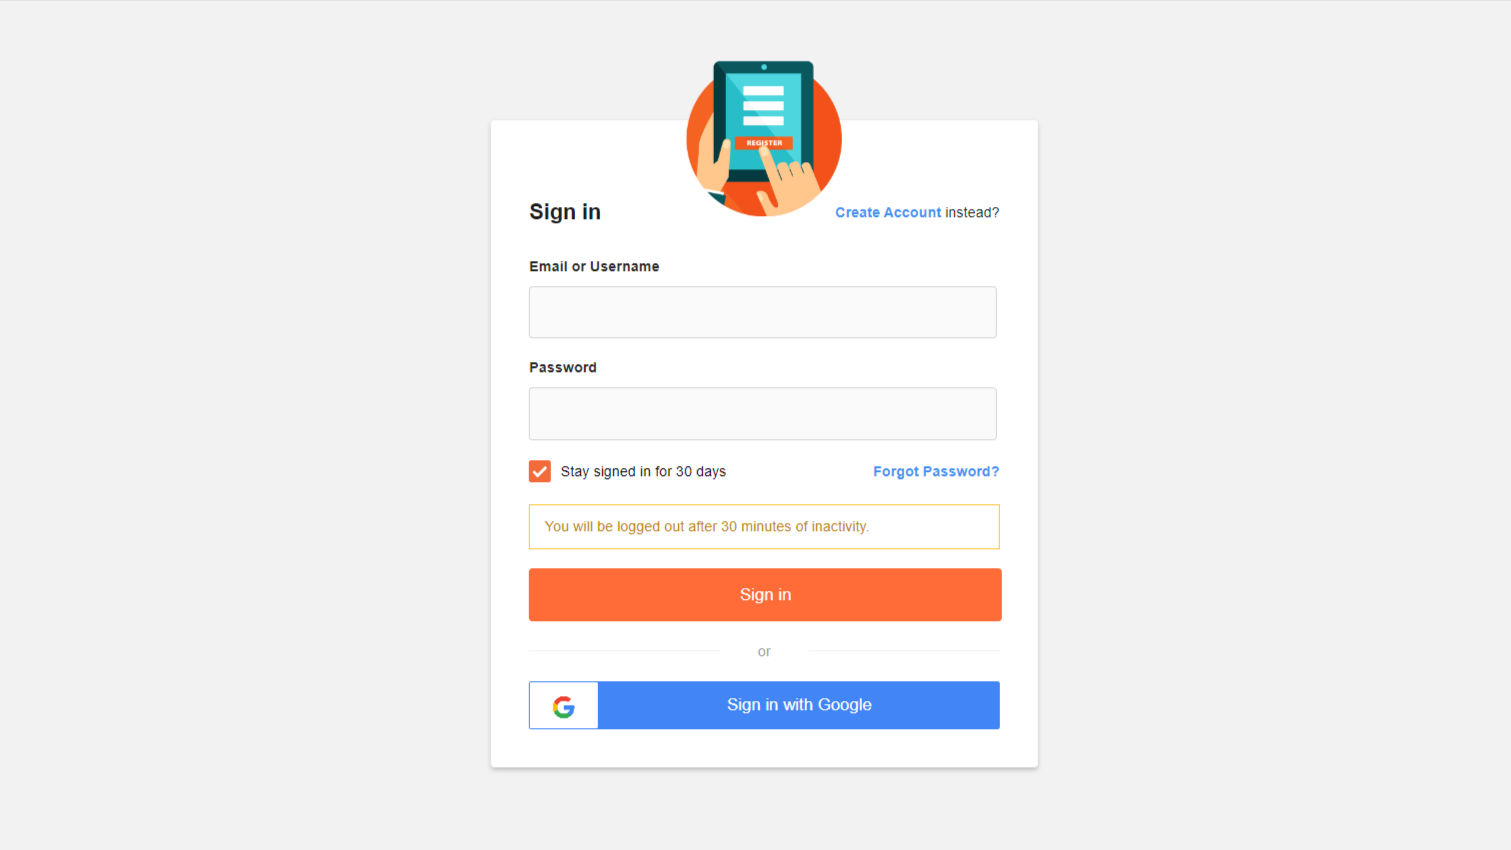 REGISTER
Sign in
Create Account instead?
Email or Username
Password
Stay signed in for 30 days
Forgot Password?
You will be logged out after 30 minutes of inactivity.
Sign in
or
Sign in with Google